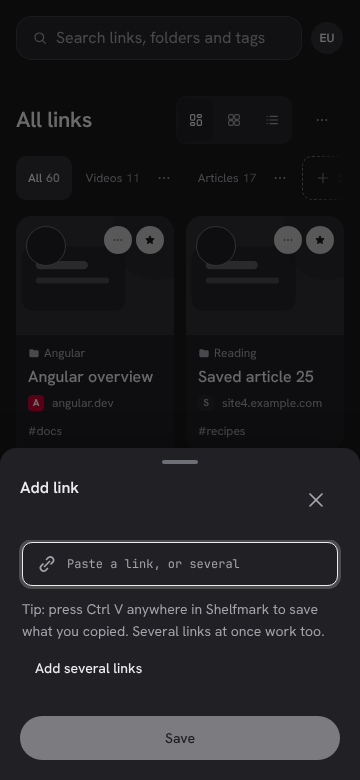 Search links, folders and tags
EU
All links
All 60
Videos 11
Articles 17
Angular
Angular overview
A angular.dev
#docs
Reading
Saved article 25
S site4.example.com
#recipes
Add link
Paste a link, or several
Tip: press Ctrl V anywhere in Shelfmark to save
what you copied. Several links at once work too.
Add several links
Save